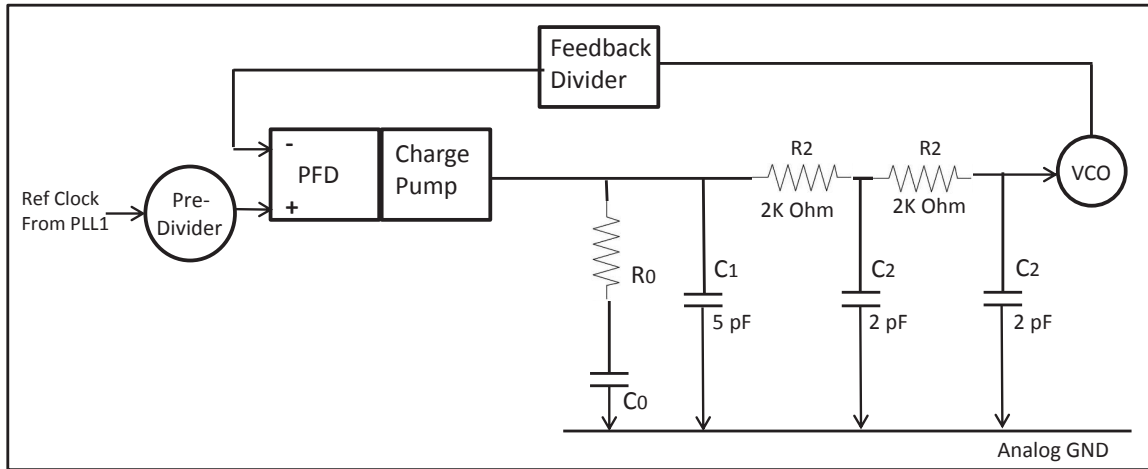 Feedback
Divider
-
PFD
+
Charge
Pump
Ref Clock
From PLL1
Pre-
Divider
R2
2K Ohm
R2
2K Ohm
VCO
R0
C0
C1
5 pF
C2
2 pF
C2
2 pF
Analog GND